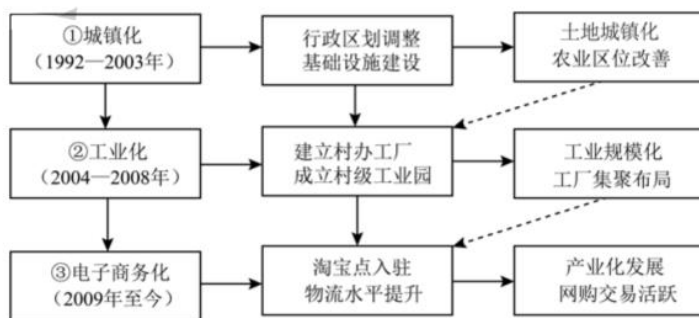 ①城镇化
（1992—2003年）
行政区划调整
基础设施建设
土地城镇化
农业区位改善
②工业化
（2004—2008年）
建立村办工厂
成立村级工业园
工业规模化
工厂集聚布局
③电子商务化
（2009年至今）
淘宝点入驻
物流水平提升
产业化发展
网购交易活跃